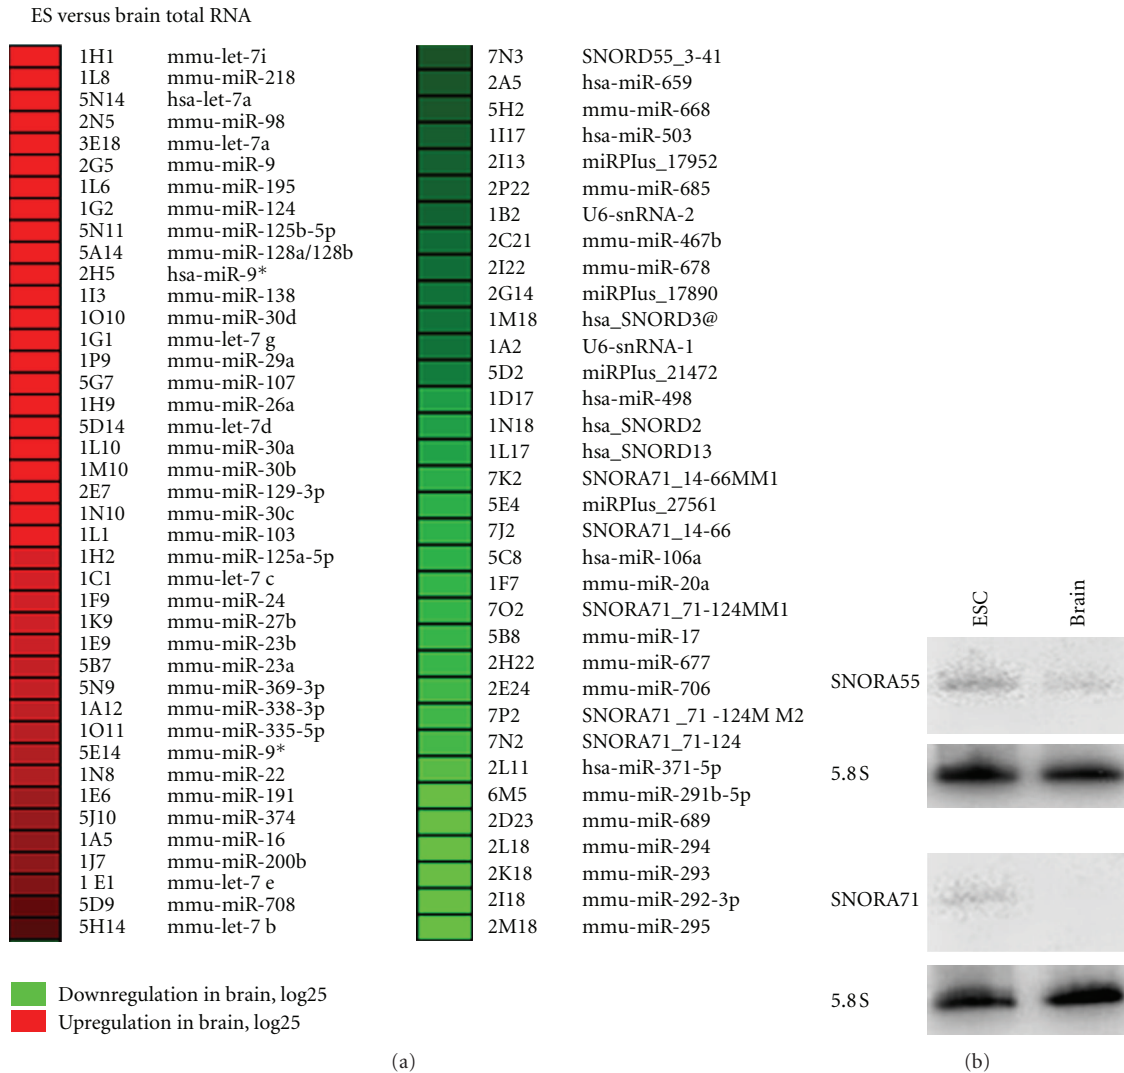 ES versus brain total RNA
1H1 mmu-let-7i
1L8 mmu-miR-218
5N14 hsa-let-7a
2N5 mmu-miR-98
3E18 mmu-let-7a
2G5 mmu-miR-9
1L6 mmu-miR-195
1G2 mmu-miR-124
5N11 mmu-miR-125b-5p
5A14 mmu-miR-128a/128b
2H5 hsa-miR-9*
1I3 mmu-miR-138
1O10 mmu-miR-30d
1G1 mmu-let-7 g
1P9 mmu-miR-29a
5G7 mmu-miR-107
1H9 mmu-miR-26a
5D14 mmu-let-7d
1L10 mmu-miR-30a
1M10 mmu-miR-30b
2E7 mmu-miR-129-3p
1N10 mmu-miR-30c
1L1 mmu-miR-103
1H2 mmu-miR-125a-5p
1C1 mmu-let-7 c
1F9 mmu-miR-24
1K9 mmu-miR-27b
1E9 mmu-miR-23b
5B7 mmu-miR-23a
5N9 mmu-miR-369-3p
1A12 mmu-miR-338-3p
1O11 mmu-miR-335-5p
5E14 mmu-miR-9*
1N8 mmu-miR-22
1E6 mmu-miR-191
5J10 mmu-miR-374
1A5 mmu-miR-16
1J7 mmu-miR-200b
1 E1 mmu-let-7 e
5D9 mmu-miR-708
5H14 mmu-let-7 b
7N3 SNORD55_3-41
2A5 hsa-miR-659
5H2 mmu-miR-668
1I17 hsa-miR-503
2I13 miRPIus_17952
2P22 mmu-miR-685
1B2 U6-snRNA-2
2C21 mmu-miR-467b
2I22 mmu-miR-678
2G14 miRPIus_17890
1M18 hsa_SNORD3@
1A2 U6-snRNA-1
5D2 miRPIus_21472
1D17 hsa-miR-498
1N18 hsa_SNORD2
1L17 hsa_SNORD13
7K2 SNORA71_14-66MM1
5E4 miRPIus_27561
7J2 SNORA71_14-66
5C8 hsa-miR-106a
1F7 mmu-miR-20a
7O2 SNORA71_71-124MM1
5B8 mmu-miR-17
2H22 mmu-miR-677
2E24 mmu-miR-706
7P2 SNORA71 _71 -124M M2
7N2 SNORA71_71-124
2L11 hsa-miR-371-5p
6M5 mmu-miR-291b-5p
2D23 mmu-miR-689
2L18 mmu-miR-294
2K18 mmu-miR-293
2I18 mmu-miR-292-3p
2M18 mmu-miR-295
Downregulation in brain, log25
Upregulation in brain, log25
(a)
ESC Brain
SNORA55
5.8 S
SNORA71
5.8 S
(b)